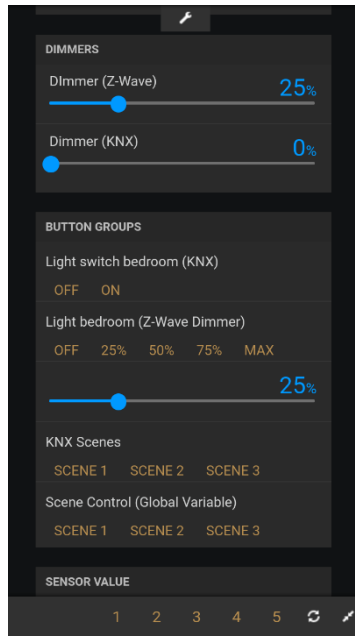 DIMMERS
DImmer (Z-Wave)
25%
Dimmer (KNX)
0%
BUTTON GROUPS
Light switch bedroom (KNX)
OFF ON
Light bedroom (Z-Wave Dimmer)
OFF 25% 50% 75% MAX
25%
KNX Scenes
SCENE 1 SCENE 2 SCENE 3
Scene Control (Global Variable)
SCENE 1 SCENE 2 SCENE 3
SENSOR VALUE
1 2 3 4 5